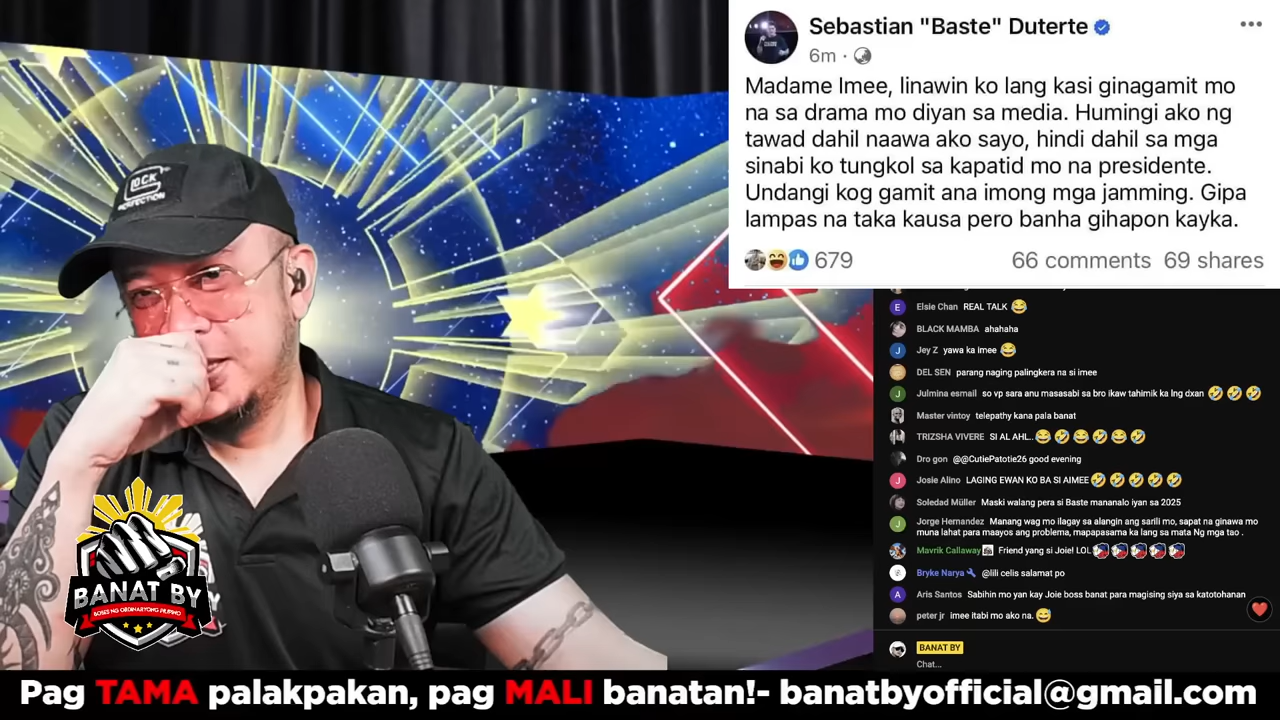 Sebastian "Baste" Duterte
6m
Madame Imee, linawin ko lang kasi ginagamit mo
na sa drama mo diyan sa media. Humingi ako ng
tawad dahil naawa ako sayo, hindi dahil sa mga
sinabi ko tungkol sa kapatid mo na presidente.
Undangi kog gamit ana imong mga jamming. Gipa
lampas na taka kausa pero banha gihapon kayka.
679
66 comments 69 shares
GLOCK
PERFECTION
E Elsie Chan REAL TALK 😂
BLACK MAMBA ahahaha
J Jey Z yawa ka imee 😂
DEL SEN parang naging palingkera na si imee
J Julmina esmail so vp sara anu masasabi sa bro ikaw tahimik ka lng dxan 🤣 🤣 🤣
Master vintoy telepathy kana pala banat
TRIZSHA VIVERE SI AL AHL.. 😂 🤣 😂 🤣 😂 🤣
Dro gon @@CutiePatotie26 good evening
J Josie Alino LAGING EWAN KO BA SI AIMEE 🤣 🤣 🤣 🤣 🤣
Soledad Müller Maski walang pera si Baste mananalo iyan sa 2025
J Jorge Hernandez Manang wag mo ilagay sa alangin ang sarili mo, sapat na ginawa mo
muna lahat para maayos ang problema, mapapasama ka lang sa mata Ng mga tao .
Mavrik Callaway Friend yang si Joie! LOL
Bryke Narya @lili celis salamat po
A Aris Santos Sabihin mo yan kay Joie boss banat para magising siya sa katotohanan
peter jr imee itabi mo ako na. 😅
BANAT BY
Chat...
BANAT BY
BOSES NG ORDINARYONG PILIPINO
Pag TAMA palakpakan, pag MALI banatan!- banatbyofficial@gmail.com